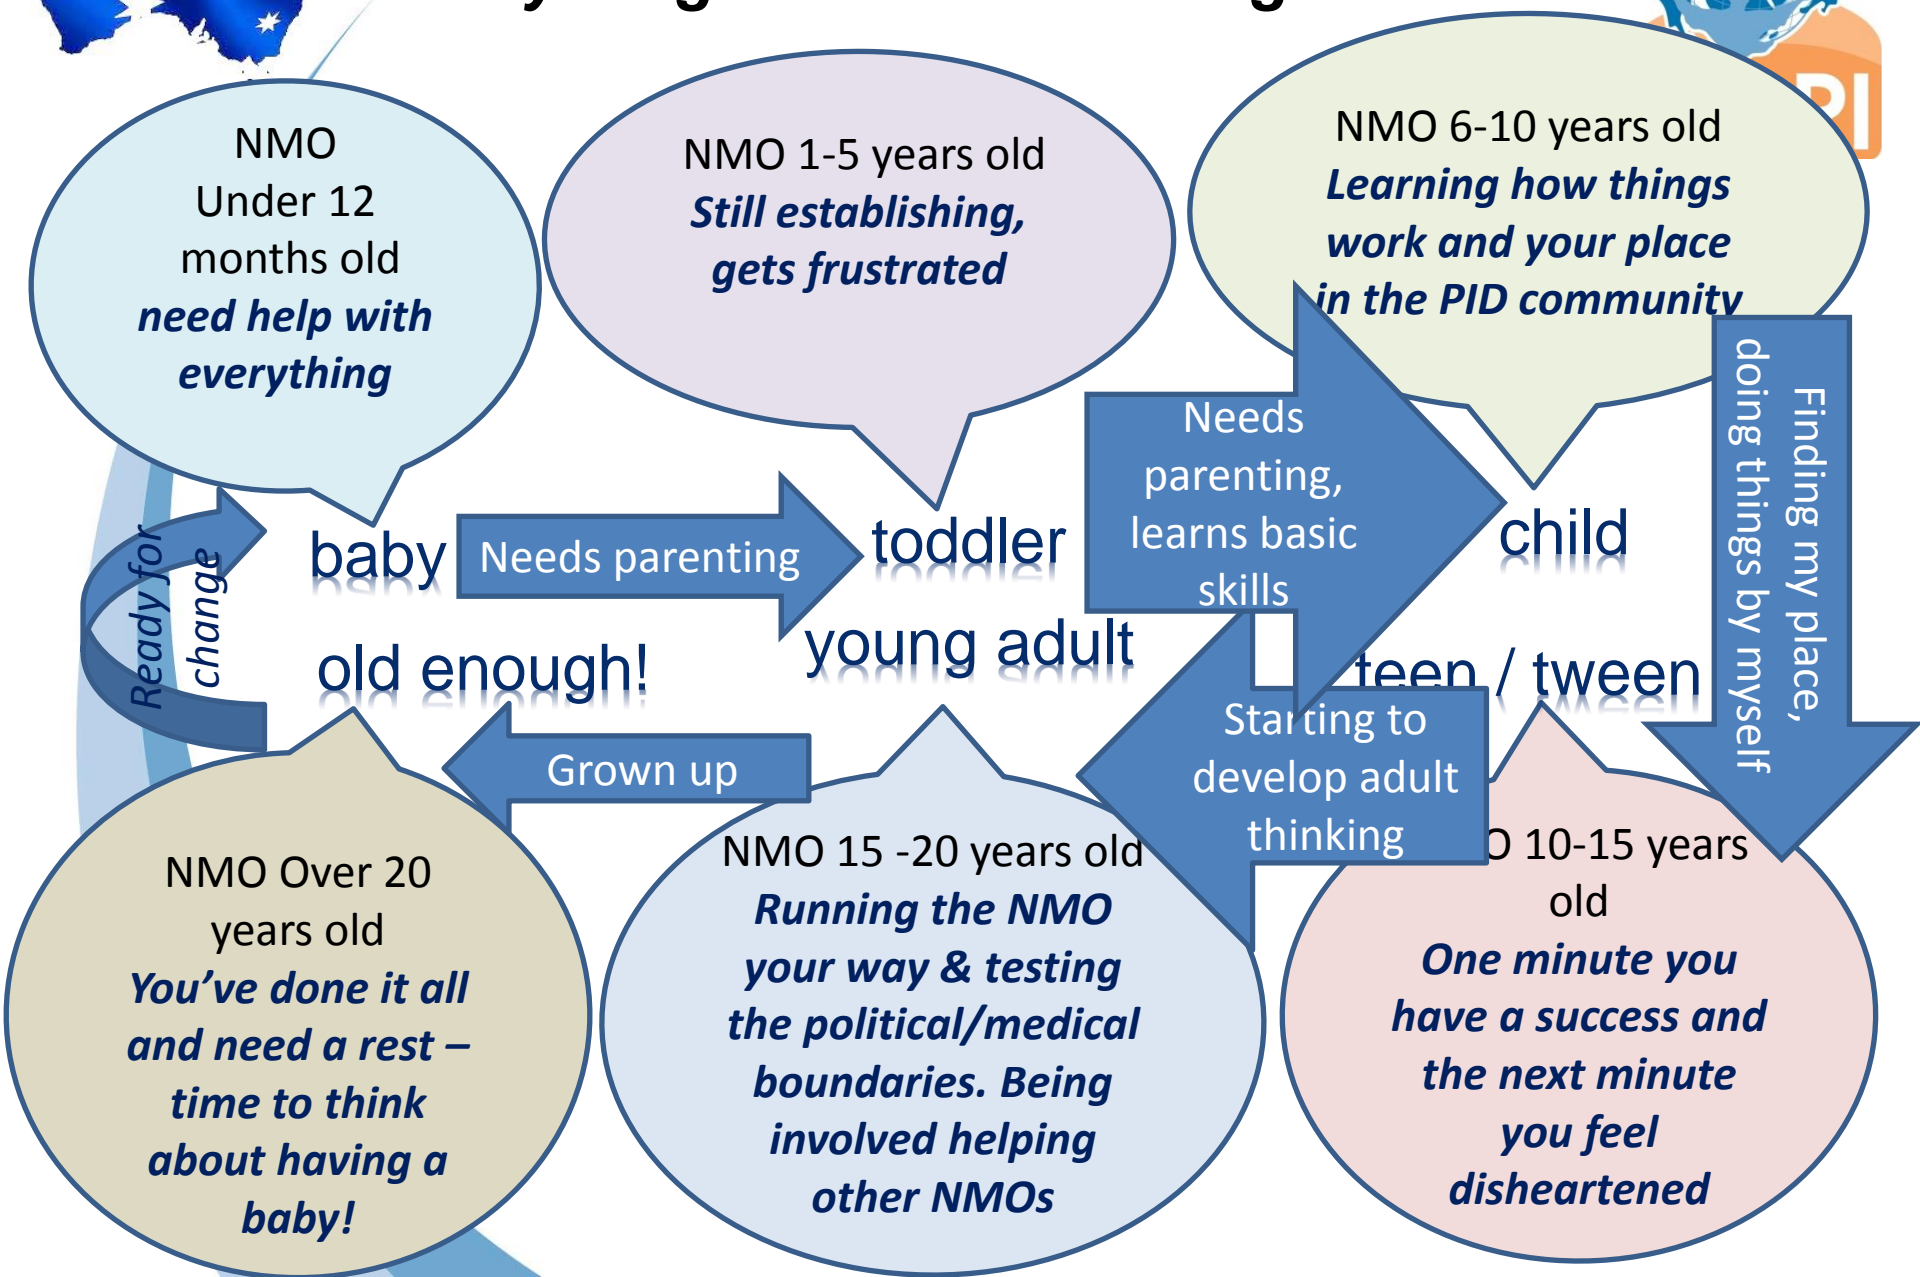 NMO
Under 12
months old
need help with
everything
NMO 1-5 years old
Still establishing,
gets frustrated
NMO 6-10 years old
Learning how things
work and your place
in the PID community
PI
baby
Needs parenting
toddler
Needs
parenting,
learns basic
skills
child
Finding my place,
doing things by myself
Ready for
change
old enough!
young adult
teen / tween
Grown up
Starting to
develop adult
thinking
NMO Over 20
years old
You’ve done it all
and need a rest –
time to think
about having a
baby!
NMO 15 -20 years old
Running the NMO
your way & testing
the political/medical
boundaries. Being
involved helping
other NMOs
O 10-15 years
old
One minute you
have a success and
the next minute
you feel
disheartened